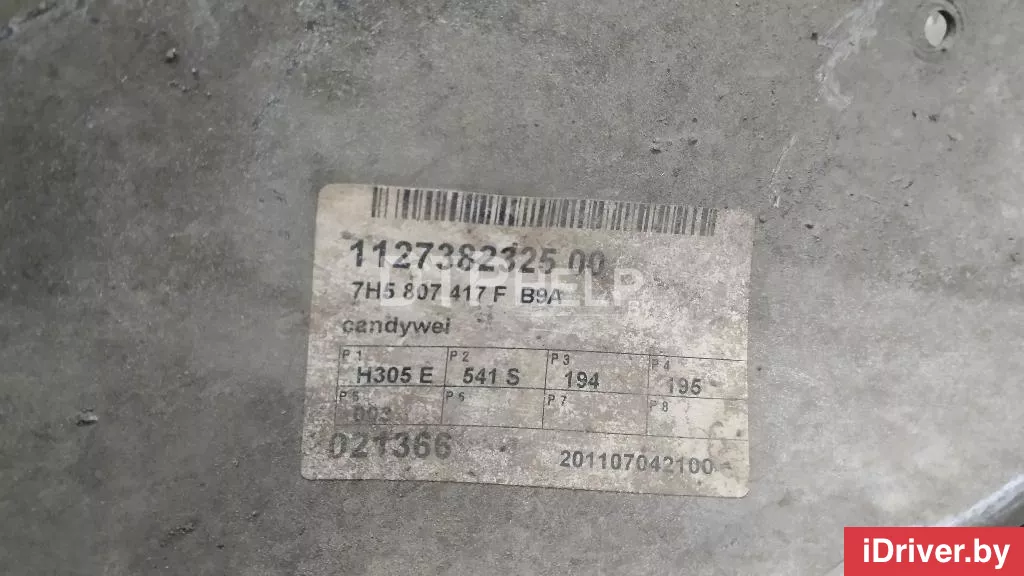 1127382325 00
7H5 807 417 F B9A
candywei
P 1 H305 E P 2 541 S P 3 194 P 4 195
P 5 003 P 6 P 7 P 8
021366 201107042100
iDriver.by